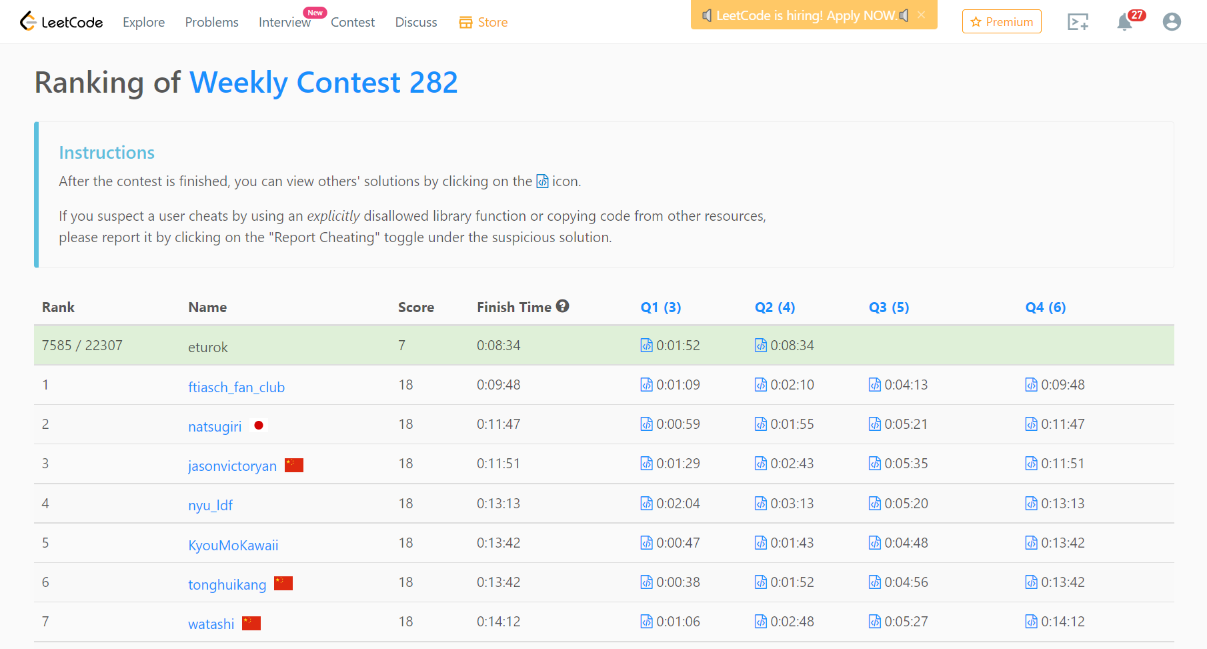 LeetCode Explore Problems Interview New Contest Discuss Store LeetCode is hiring! Apply NOW. × Premium 27
Ranking of Weekly Contest 282
Instructions
After the contest is finished, you can view others' solutions by clicking on the icon.
If you suspect a user cheats by using an explicitly disallowed library function or copying code from other resources,
please report it by clicking on the "Report Cheating" toggle under the suspicious solution.
Rank Name Score Finish Time ? Q1 (3) Q2 (4) Q3 (5) Q4 (6)
7585 / 22307 eturok 7 0:08:34 0:01:52 0:08:34
1 ftiasch_fan_club 18 0:09:48 0:01:09 0:02:10 0:04:13 0:09:48
2 natsugiri 18 0:11:47 0:00:59 0:01:55 0:05:21 0:11:47
3 jasonvictoryan 18 0:11:51 0:01:29 0:02:43 0:05:35 0:11:51
4 nyu_ldf 18 0:13:13 0:02:04 0:03:13 0:05:20 0:13:13
5 KyouMoKawaii 18 0:13:42 0:00:47 0:01:43 0:04:48 0:13:42
6 tonghuikang 18 0:13:42 0:00:38 0:01:52 0:04:56 0:13:42
7 watashi 18 0:14:12 0:01:06 0:02:48 0:05:27 0:14:12